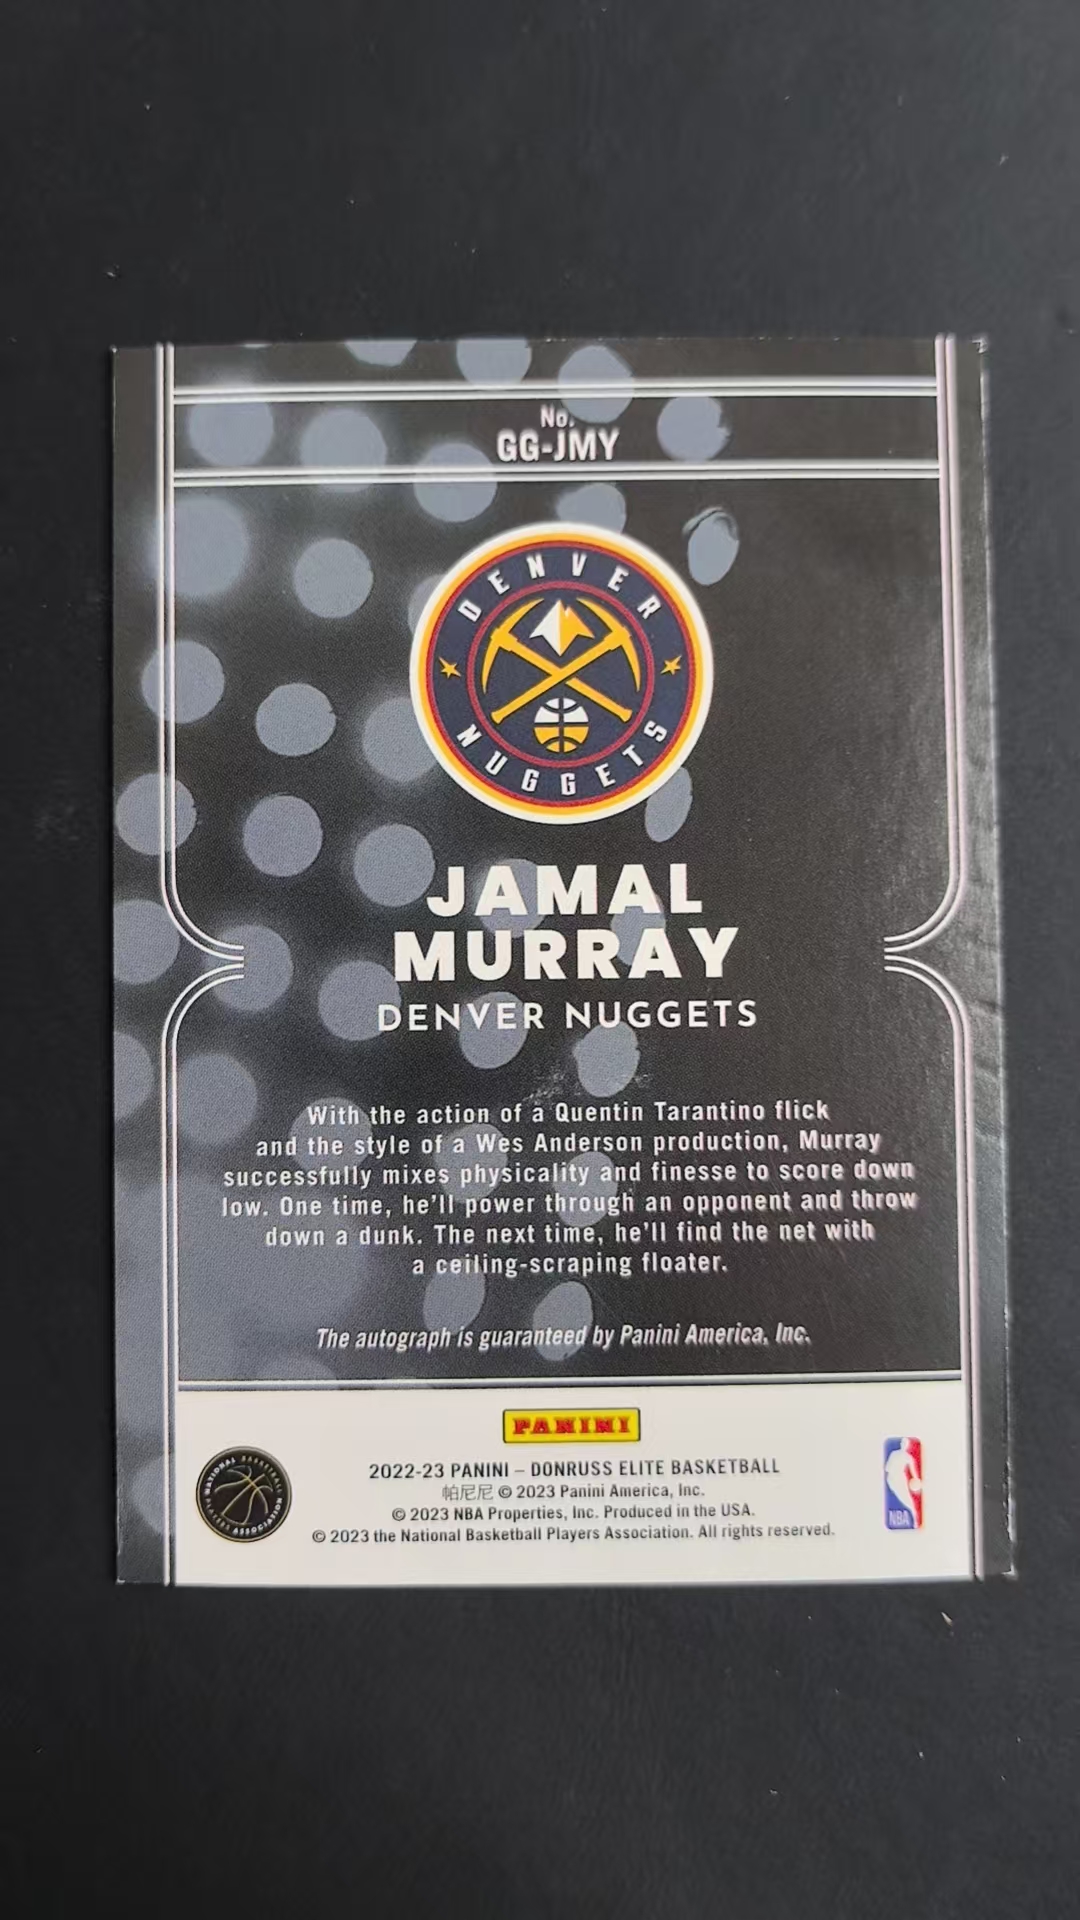 No.
GG-JMY
DENVER
NUGGETS
JAMAL
MURRAY
DENVER NUGGETS
With the action of a Quentin Tarantino flick
and the style of a Wes Anderson production, Murray
successfully mixes physicality and finesse to score down
low. One time, he'll power through an opponent and throw
down a dunk. The next time, he'll find the net with
a ceiling-scraping floater.
The autograph is guaranteed by Panini America, Inc.
PANINI
2022-23 PANINI – DONRUSS ELITE BASKETBALL
帕尼尼 © 2023 Panini America, Inc.
© 2023 NBA Properties, Inc. Produced in the USA.
© 2023 the National Basketball Players Association. All rights reserved.
NATIONAL BASKETBALL
PLAYERS ASSOCIATION
NBA